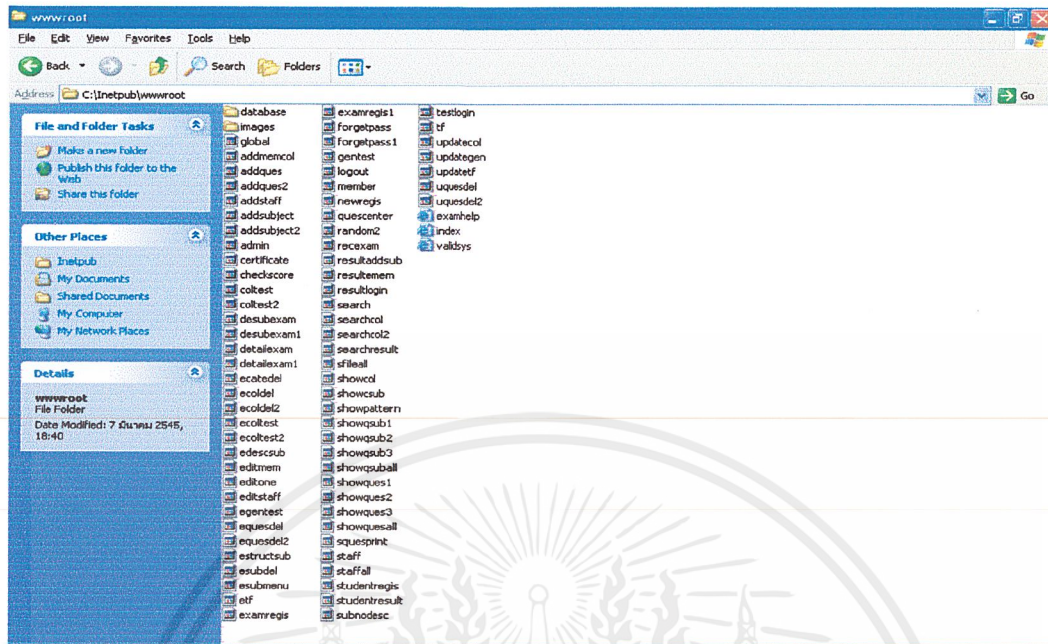 wwwroot
File Edit View Favorites Tools Help
Back Search Folders
Address C:\Inetpub\wwwroot Go
File and Folder Tasks
Make a new folder
Publish this folder to the Web
Share this folder
Other Places
Inetpub
My Documents
Shared Documents
My Computer
My Network Places
Details
wwwroot
File Folder
Date Modified: 7 มีนาคม 2545, 18:40
database
images
global
addmemcol
addques
addques2
addstaff
addsubject
addsubject2
admin
certificate
checkscore
coltest
coltest2
desubexam
desubexam1
detailexam
detailexam1
ecatedel
ecoldel
ecoldel2
ecoltest
ecoltest2
edescsub
editmem
editone
editstaff
egentest
equesdel
equesdel2
estructsub
esubdel
esubmenu
etf
examregis
examregis1
forgetpass
forgetpass1
gentest
logout
member
newregis
quescenter
random2
recexam
resultaddsub
resultemem
resultlogin
search
searchcol
searchcol2
searchresult
sfileall
showcol
showcsub
showpattern
showqsub1
showqsub2
showqsub3
showqsuball
showques1
showques2
showques3
showquesall
squesprint
staff
staffall
studentregis
studentresult
subnodesc
testlogin
tf
updatecol
updategen
updatetf
uquesdel
uquesdel2
examhelp
index
validsys